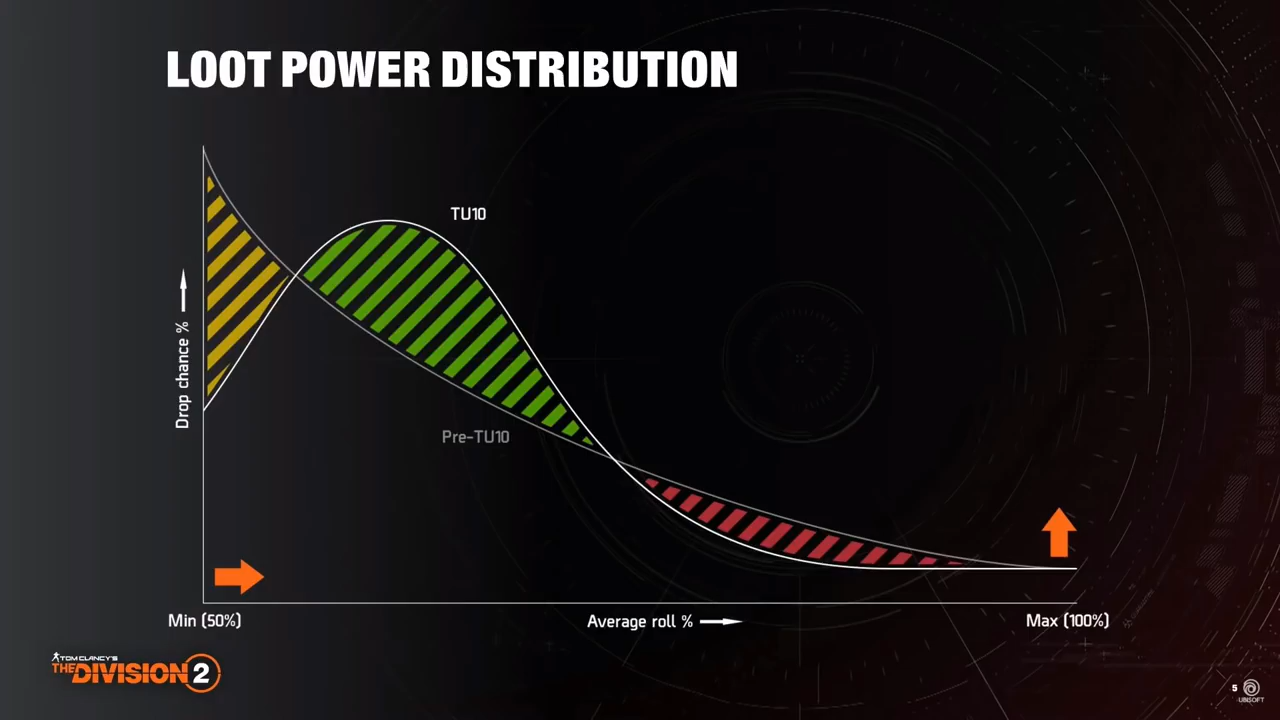 LOOT POWER DISTRIBUTION
TU10
Drop chance %
Pre-TU10
Min (50%)
Average roll %
Max (100%)
TOM CLANCY'S
THE DIVISION 2
5
UBISOFT